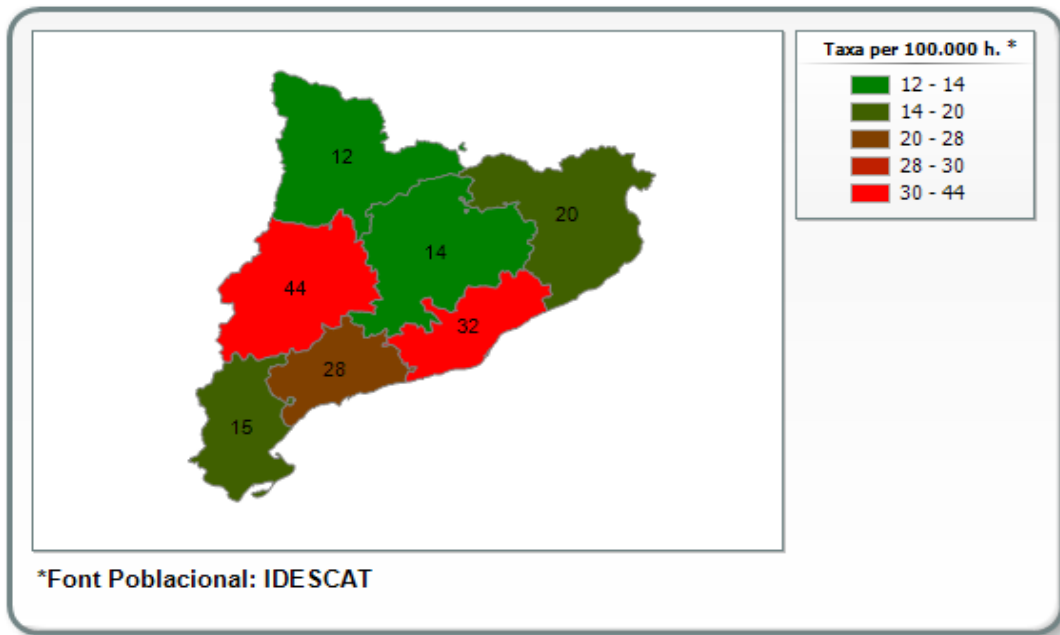 Taxa per 100.000 h. *
12 - 14
14 - 20
20 - 28
28 - 30
30 - 44
12
20
14
44
32
28
15
*Font Poblacional: IDESCAT